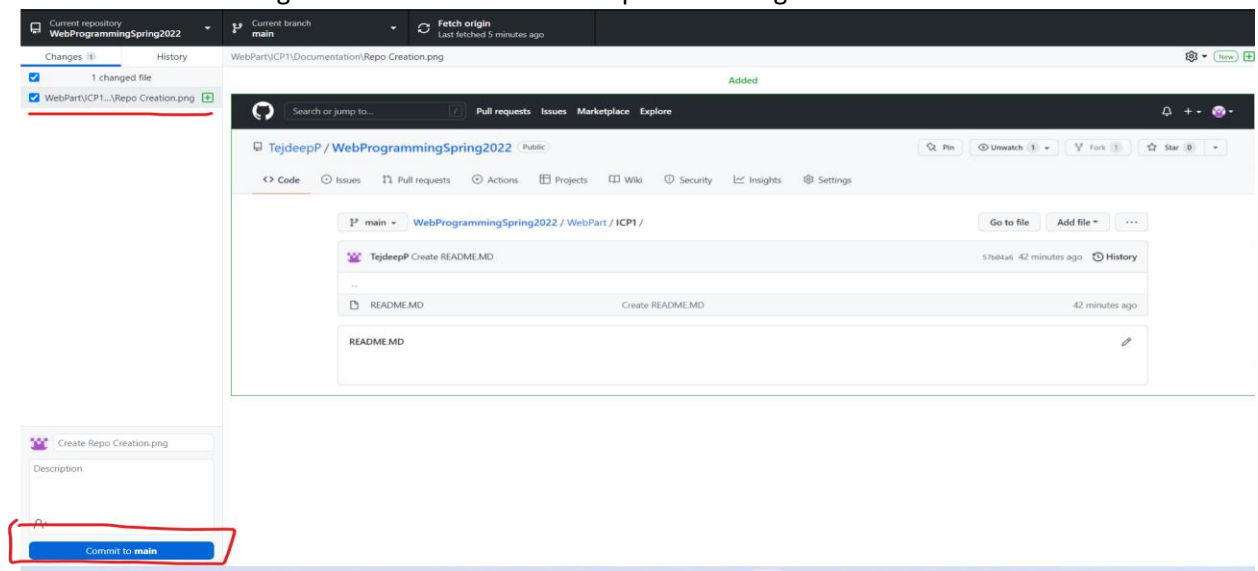 Current repository
WebProgrammingSpring2022
Current branch
main
Fetch origin
Last fetched 5 minutes ago
Changes 1
History
WebPart\ICP1\Documentation\Repo Creation.png
New
1 changed file
Added
WebPart\ICP1...\Repo Creation.png
Search or jump to...
/
Pull requests Issues Marketplace Explore
TejdeepP / WebProgrammingSpring2022 Public
Pin
Unwatch 1
Fork 1
Star 0
Code Issues Pull requests Actions Projects Wiki Security Insights Settings
main
WebProgrammingSpring2022 / WebPart / ICP1 /
Go to file
Add file
TejdeepP Create README.MD
42 minutes ago
History
..
README.MD
Create README.MD
42 minutes ago
README.MD
Create Repo Creation.png
Description
Commit to main